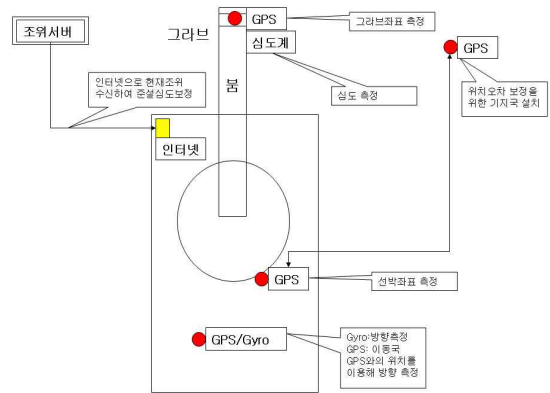 조위서버
그라브
GPS
심도계
붐
그라브좌표 측정
GPS
인터넷으로 현재조위
수신하여 준설심도보정
심도 측정
위치오차 보정을
위한 기지국 설치
인터넷
GPS
선박좌표 측정
GPS/Gyro
Gyro:방향측정
GPS: 이동국
GPS와의 위치를
이용해 방향 측정